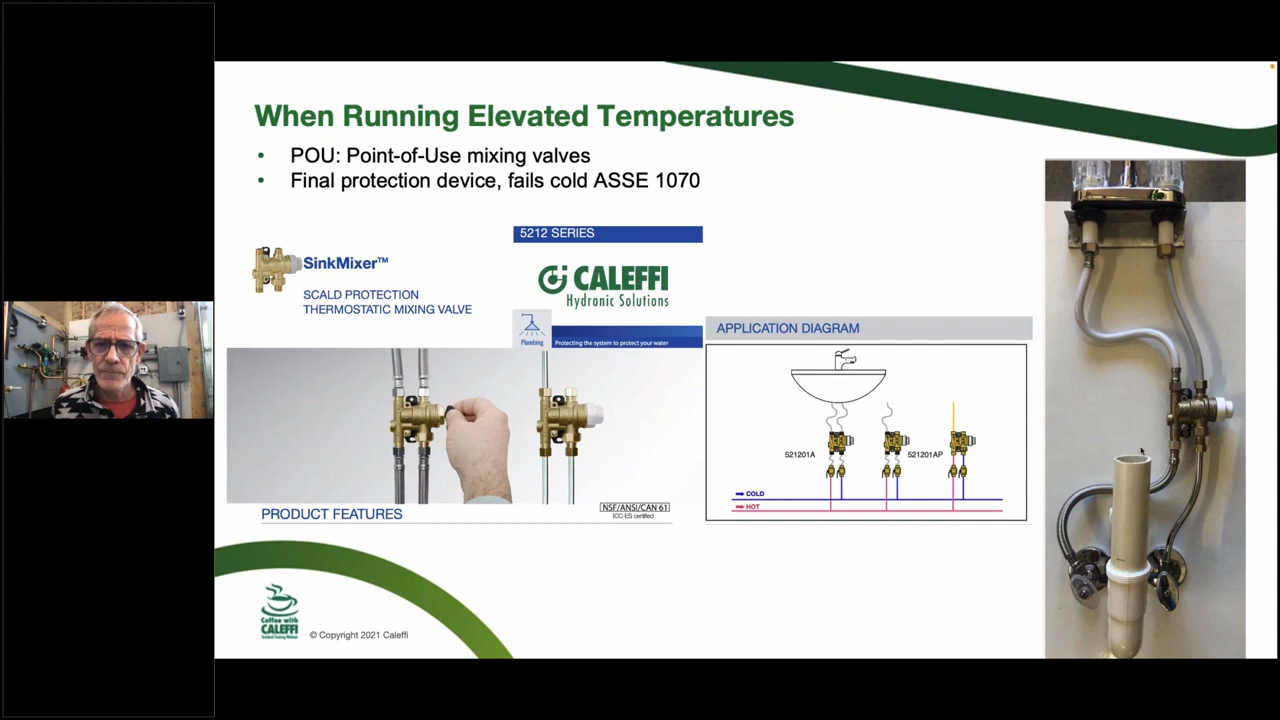 When Running Elevated Temperatures
• POU: Point-of-Use mixing valves
• Final protection device, fails cold ASSE 1070
5212 SERIES
SinkMixer™
SCALD PROTECTION
THERMOSTATIC MIXING VALVE
CALEFFI
Hydronic Solutions
Plumbing
Protecting the system to protect your water
APPLICATION DIAGRAM
521201A
521201AP
COLD
HOT
PRODUCT FEATURES
NSF/ANSI/CAN 61
ICC-ES certified
Coffee with
CALEFFI
© Copyright 2021 Caleffi